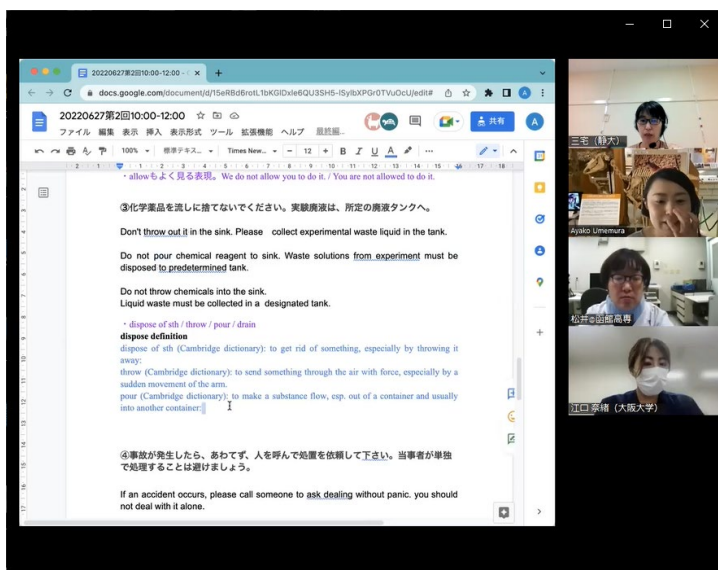 20220627第2回10:00-12:00 -
docs.google.com/document/d/15eRBd6rotL1bKGlDxIe6QU3SH5-ISylbXPGr0TVuOcU/edit#
20220627第2回10:00-12:00
ファイル 編集 表示 挿入 表示形式 ツール 拡張機能 ヘルプ 最終編...
共有
A
100% 標準テキス... Times New... 12 B I U A
・allowもよく見る表現。We do not allow you to do it. / You are not allowed to do it.
③化学薬品を流しに捨てないでください。実験廃液は、所定の廃液タンクへ。
Don't throw out it in the sink. Please collect experimental waste liquid in the tank.
Do not pour chemical reagent to sink. Waste solutions from experiment must be
disposed to predetermined tank.
Do not throw chemicals into the sink.
Liquid waste must be collected in a designated tank.
・dispose of sth / throw / pour / drain
dispose definition
dispose of sth (Cambridge dictionary): to get rid of something, especially by throwing it
away:
throw (Cambridge dictionary): to send something through the air with force, especially by a
sudden movement of the arm.
pour (Cambridge dictionary): to make a substance flow, esp. out of a container and usually
into another container:
④事故が発生したら、あわてず、人を呼んで処置を依頼して下さい。当事者が単独
で処理することは避けましょう。
If an accident occurs, please call someone to ask dealing without panic. you should
not deal with it alone.
三宅（静大）
Ayako Umemura
松井@函館高専
江口 奈緒（大阪大学）